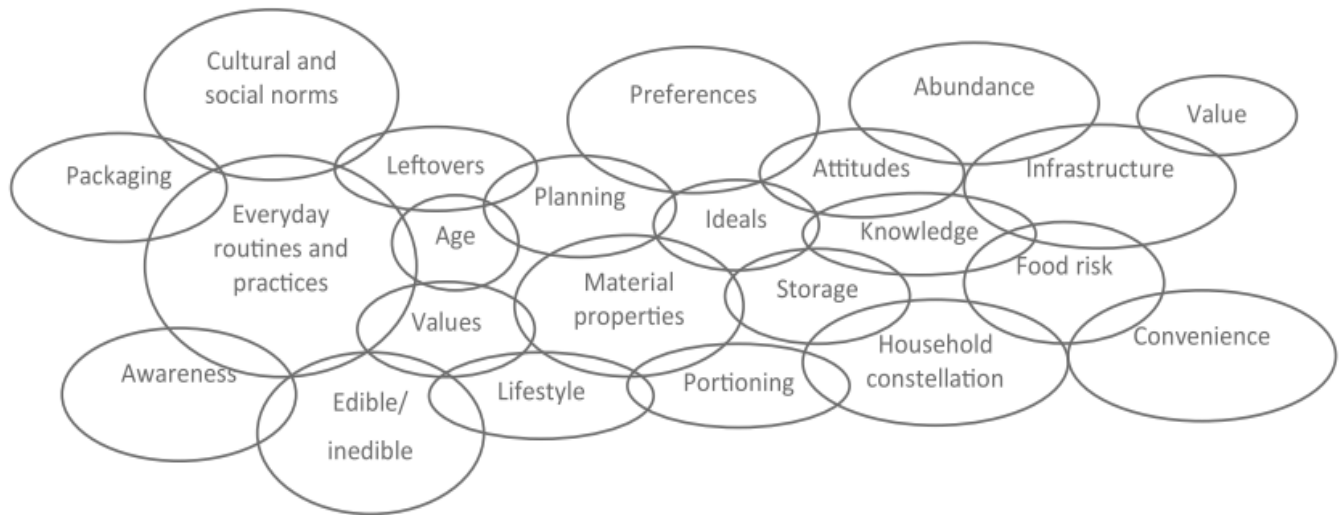 Cultural and
social norms
Preferences
Abundance
Value
Packaging
Leftovers
Planning
Attitudes
Infrastructure
Everyday
routines and
practices
Age
Ideals
Knowledge
Food risk
Values
Material
properties
Storage
Household
constellation
Convenience
Awareness
Edible/
inedible
Lifestyle
Portioning